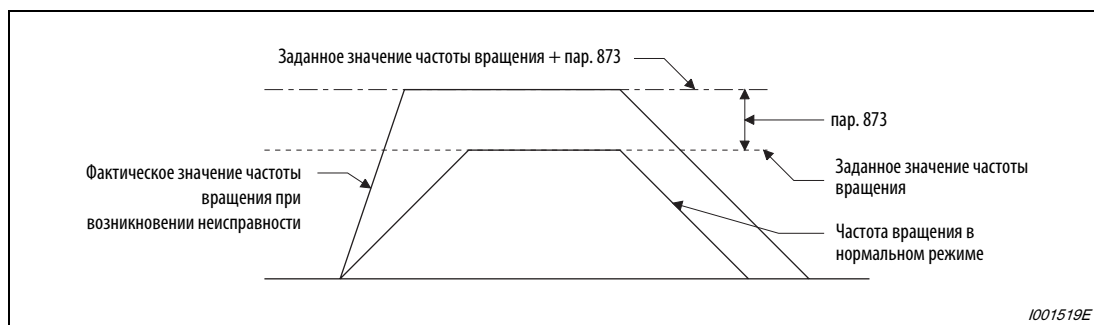 Заданное значение частоты вращения + пар. 873
пар. 873
Заданное значение частоты
вращения
Фактическое значение частоты
вращения при
возникновении неисправности
Частота вращения в
нормальном режиме
I001519E